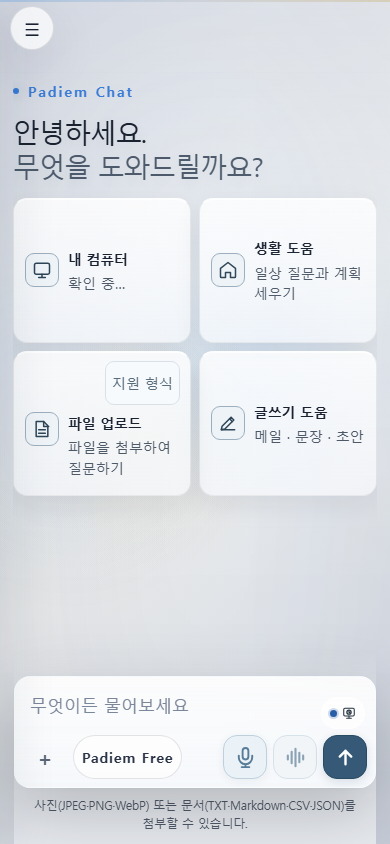 Padiem Chat
안녕하세요.
무엇을 도와드릴까요?
내 컴퓨터
확인 중...
생활 도움
일상 질문과 계획
세우기
지원 형식
파일 업로드
파일을 첨부하여
질문하기
글쓰기 도움
메일 · 문장 · 초안
무엇이든 물어보세요
+
Padiem Free
사진(JPEG·PNG·WebP) 또는 문서(TXT·Markdown·CSV·JSON)를
첨부할 수 있습니다.